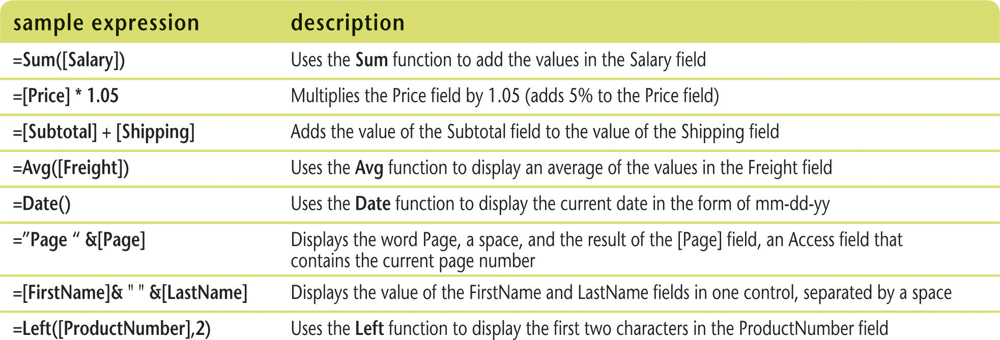 sample expression description
=Sum([Salary]) Uses the Sum function to add the values in the Salary field
=[Price] * 1.05 Multiplies the Price field by 1.05 (adds 5% to the Price field)
=[Subtotal] + [Shipping] Adds the value of the Subtotal field to the value of the Shipping field
=Avg([Freight]) Uses the Avg function to display an average of the values in the Freight field
=Date() Uses the Date function to display the current date in the form of mm-dd-yy
=”Page “ &[Page] Displays the word Page, a space, and the result of the [Page] field, an Access field that
contains the current page number
=[FirstName]& " " &[LastName] Displays the value of the FirstName and LastName fields in one control, separated by a space
=Left([ProductNumber],2) Uses the Left function to display the first two characters in the ProductNumber field